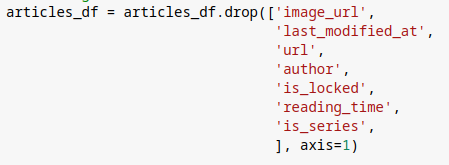 articles_df = articles_df.drop(['image_url',
'last_modified_at',
'url',
'author',
'is_locked',
'reading_time',
'is_series',
], axis=1)